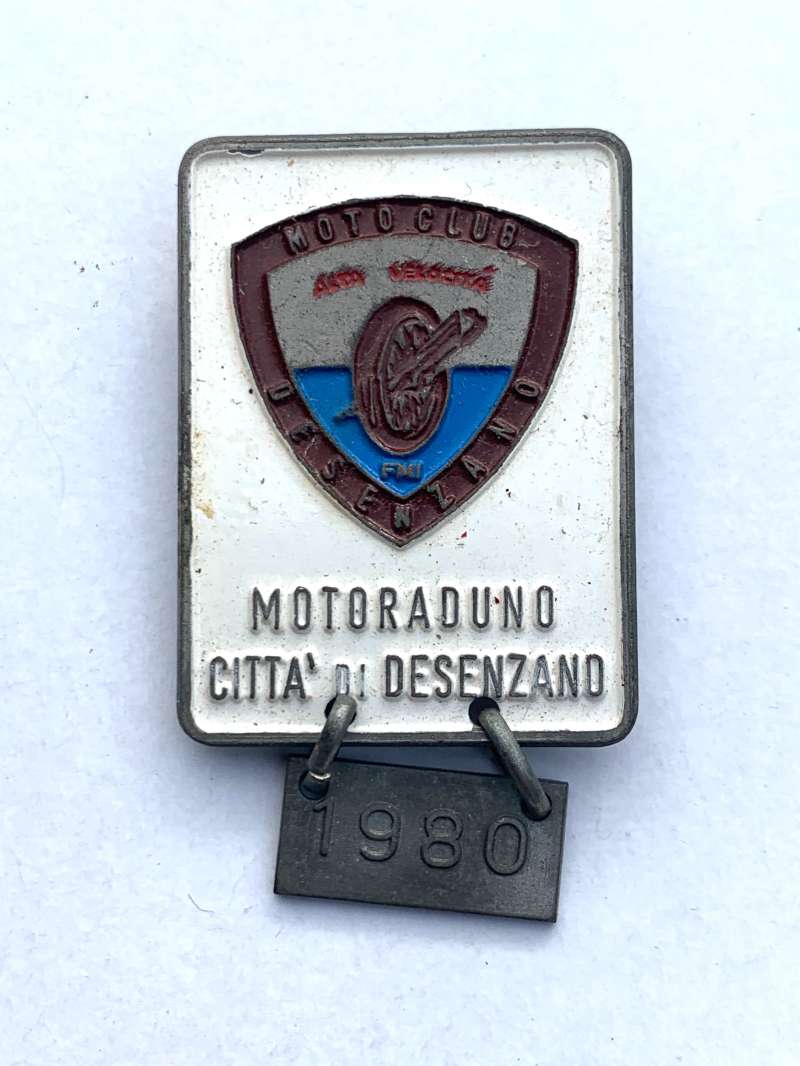 MOTO CLUB
ALTA VELOCITÀ
DESENZANO
FMI
MOTORADUNO
CITTA' DI DESENZANO
1980